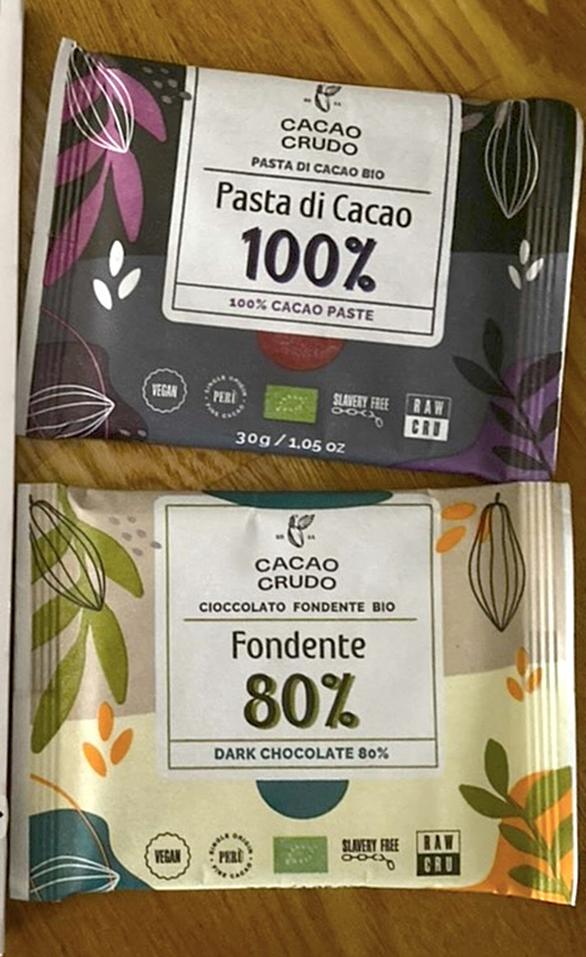 CACAO
CRUDO
PASTA DI CACAO BIO
Pasta di Cacao
100%
100% CACAO PASTE
VEGAN
SINGLE ORIGIN
PERÙ
FINE CACAO
SLAVERY FREE
RAW
CRU
30g / 1,05 oz
CACAO
CRUDO
CIOCCOLATO FONDENTE BIO
Fondente
80%
DARK CHOCOLATE 80%
VEGAN
SINGLE ORIGIN
PERÙ
FINE CACAO
SLAVERY FREE
RAW
CRU